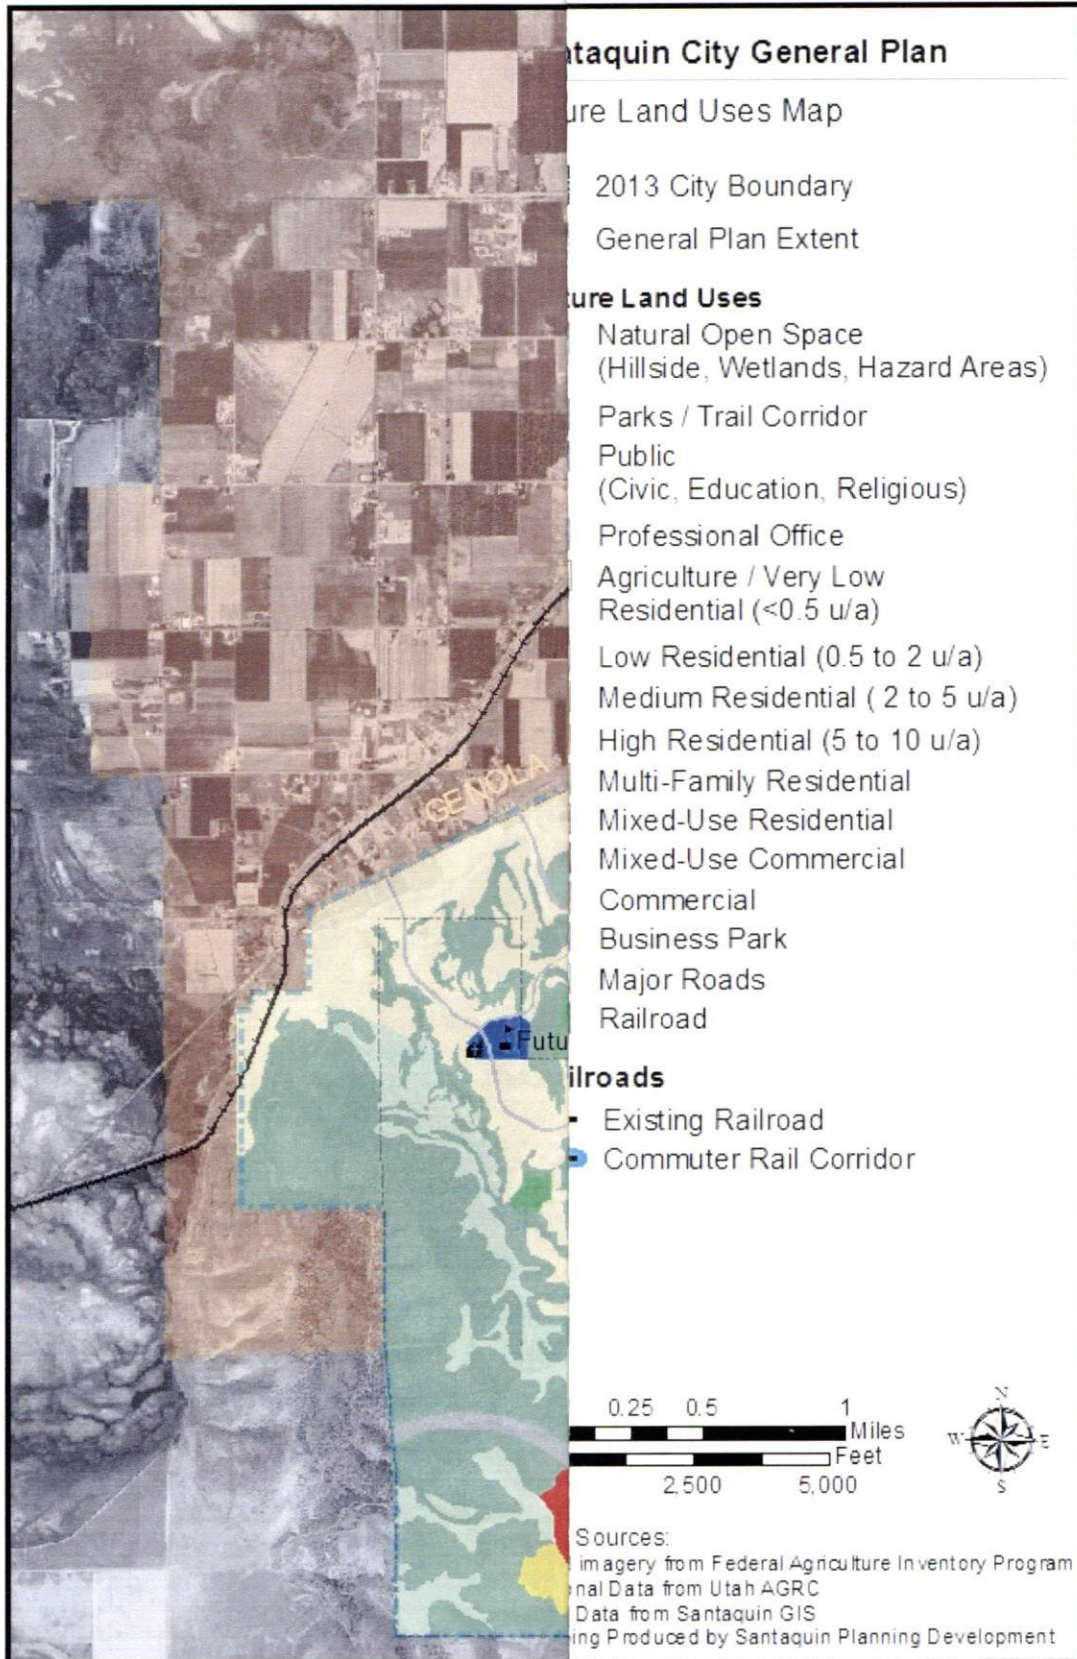 taquin City General Plan
ure Land Uses Map
2013 City Boundary
General Plan Extent
ture Land Uses
Natural Open Space
(Hillside, Wetlands, Hazard Areas)
Parks / Trail Corridor
Public
(Civic, Education, Religious)
Professional Office
Agriculture / Very Low
Residential (<0.5 u/a)
Low Residential (0.5 to 2 u/a)
Medium Residential ( 2 to 5 u/a)
High Residential (5 to 10 u/a)
Multi-Family Residential
Mixed-Use Residential
Mixed-Use Commercial
Commercial
Business Park
Major Roads
Railroad
ilroads
Existing Railroad
Commuter Rail Corridor
GENOLA
Futu
0.25 0.5 1
Miles
Feet
2,500 5,000
N
W E
S
Sources:
imagery from Federal Agriculture Inventory Program
nal Data from Utah AGRC
Data from Santaquin GIS
ing Produced by Santaquin Planning Development